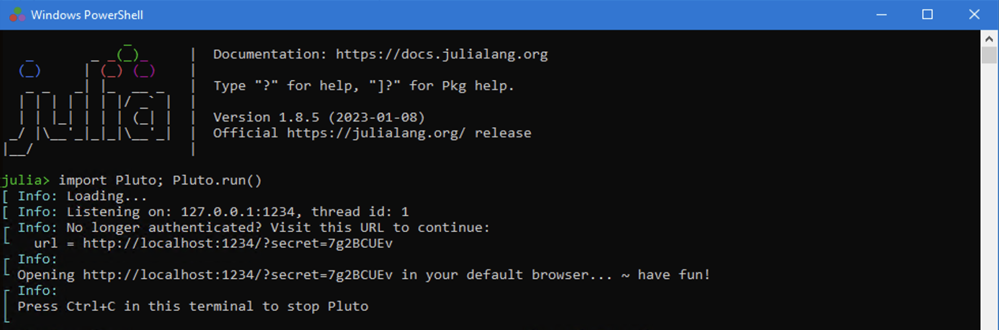 Windows PowerShell
Documentation: https://docs.julialang.org
Type "?" for help, "]?" for Pkg help.
Version 1.8.5 (2023-01-08)
Official https://julialang.org/ release
julia> import Pluto; Pluto.run()
[ Info: Loading...
[ Info: Listening on: 127.0.0.1:1234, thread id: 1
┌ Info: No longer authenticated? Visit this URL to continue:
└   url = http://localhost:1234/?secret=7g2BCUEv
┌ Info:
└ Opening http://localhost:1234/?secret=7g2BCUEv in your default browser... ~ have fun!
┌ Info:
│ Press Ctrl+C in this terminal to stop Pluto
└